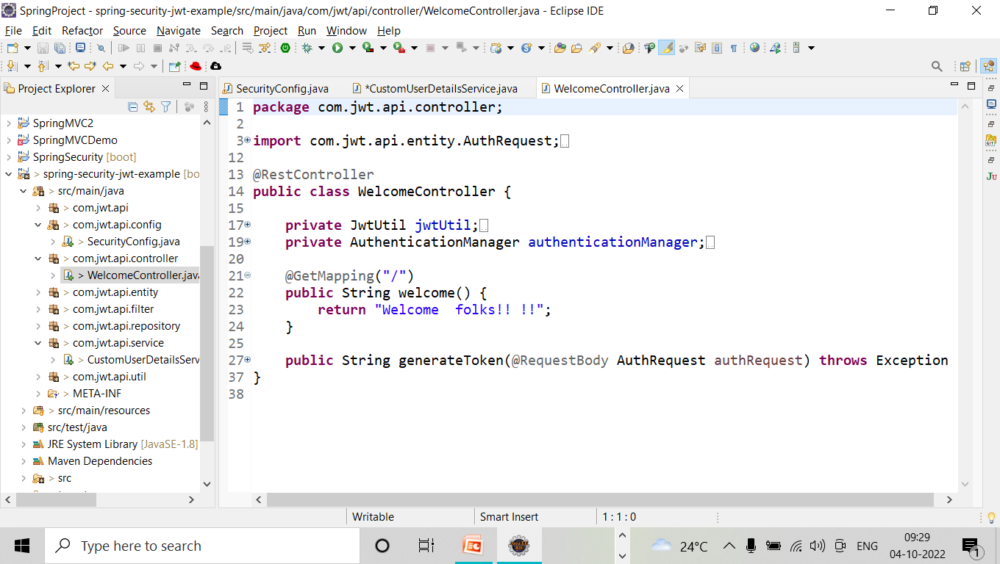 SpringProject - spring-security-jwt-example/src/main/java/com/jwt/api/controller/WelcomeController.java - Eclipse IDE
File Edit Refactor Source Navigate Search Project Run Window Help
Project Explorer
SpringMVC2
SpringMVCDemo
SpringSecurity [boot]
> spring-security-jwt-example [bo
> src/main/java
> com.jwt.api
> com.jwt.api.config
> SecurityConfig.java
> com.jwt.api.controller
> WelcomeController.java
> com.jwt.api.entity
> com.jwt.api.filter
> com.jwt.api.repository
> com.jwt.api.service
> CustomUserDetailsServ
> com.jwt.api.util
> META-INF
> src/main/resources
src/test/java
JRE System Library [JavaSE-1.8]
Maven Dependencies
> src
SecurityConfig.java *CustomUserDetailsService.java WelcomeController.java
1 package com.jwt.api.controller;
2
3 import com.jwt.api.entity.AuthRequest;
12
13 @RestController
14 public class WelcomeController {
15
17 private JwtUtil jwtUtil;
19 private AuthenticationManager authenticationManager;
20
21 @GetMapping("/")
22 public String welcome() {
23 return "Welcome  folks!! !!";
24 }
25
27 public String generateToken(@RequestBody AuthRequest authRequest) throws Exception
37 }
38
GIT
Ju
Writable Smart Insert 1 : 1 : 0
Type here to search
24°C ENG 09:29
04-10-2022
1